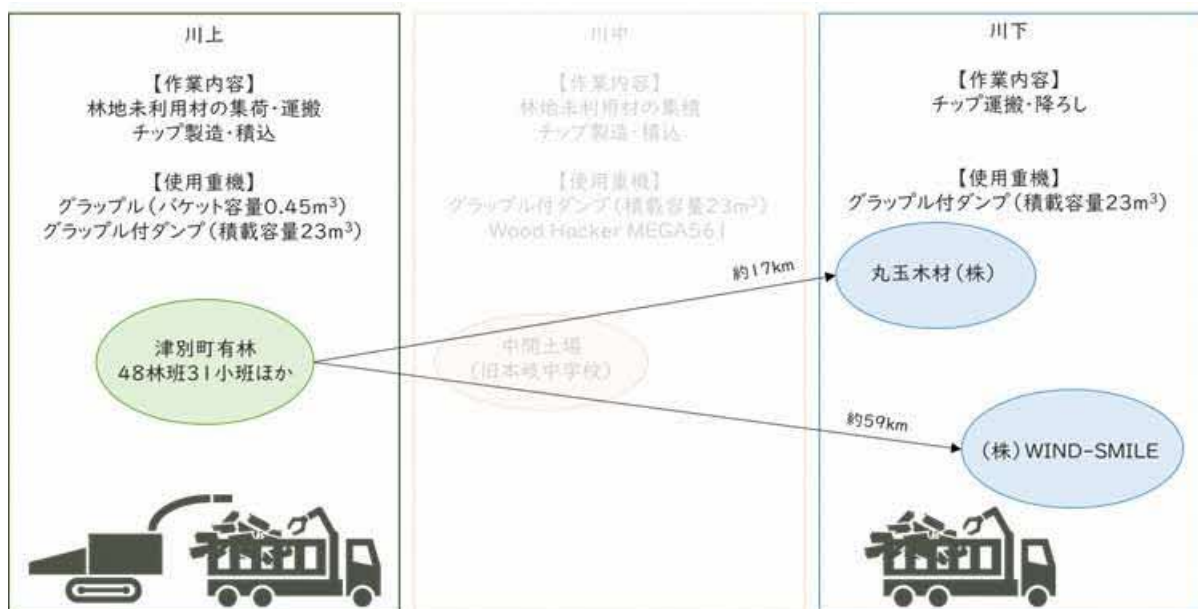 川上
【作業内容】
林地未利用材の集荷・運搬
チップ製造・積込
【使用重機】
グラップル(バケット容量0.45m³)
グラップル付ダンプ(積載容量23m³)
津別町有林
48林班31小班ほか
川中
【作業内容】
林地未利用材の集積
チップ製造・積込
【使用重機】
グラップル付ダンプ(積載容量23m³)
Wood Hacker MEGA561
中間土場
(旧本岐中学校)
約17km
約59km
川下
【作業内容】
チップ運搬・降ろし
【使用重機】
グラップル付ダンプ(積載容量23m³)
丸玉木材(株)
(株)WIND-SMILE